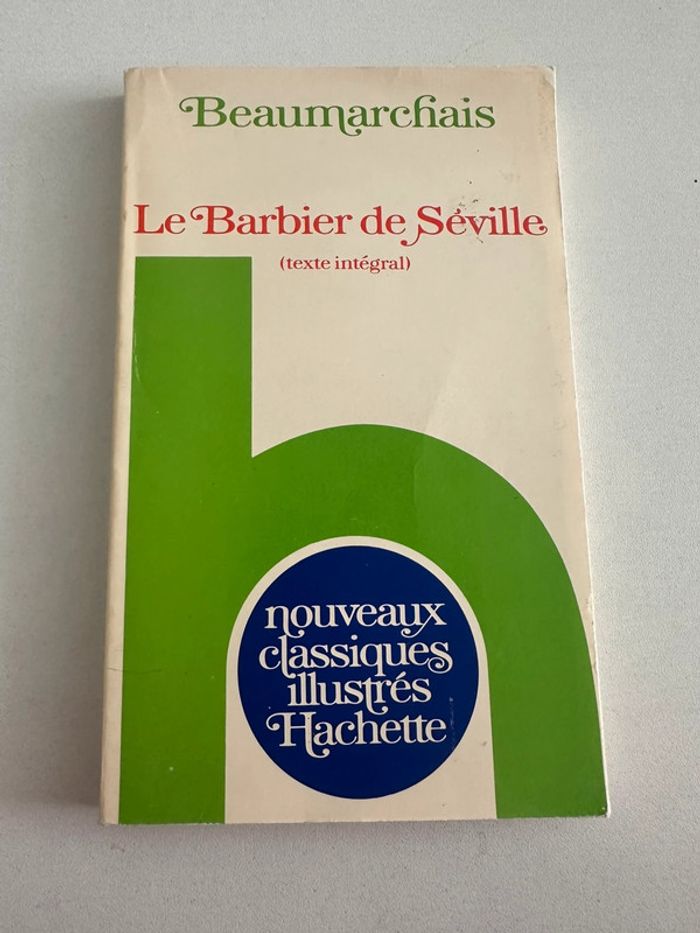 Beaumarchais
Le Barbier de Séville
(texte intégral)
h
nouveaux
classiques
illustrés
Hachette